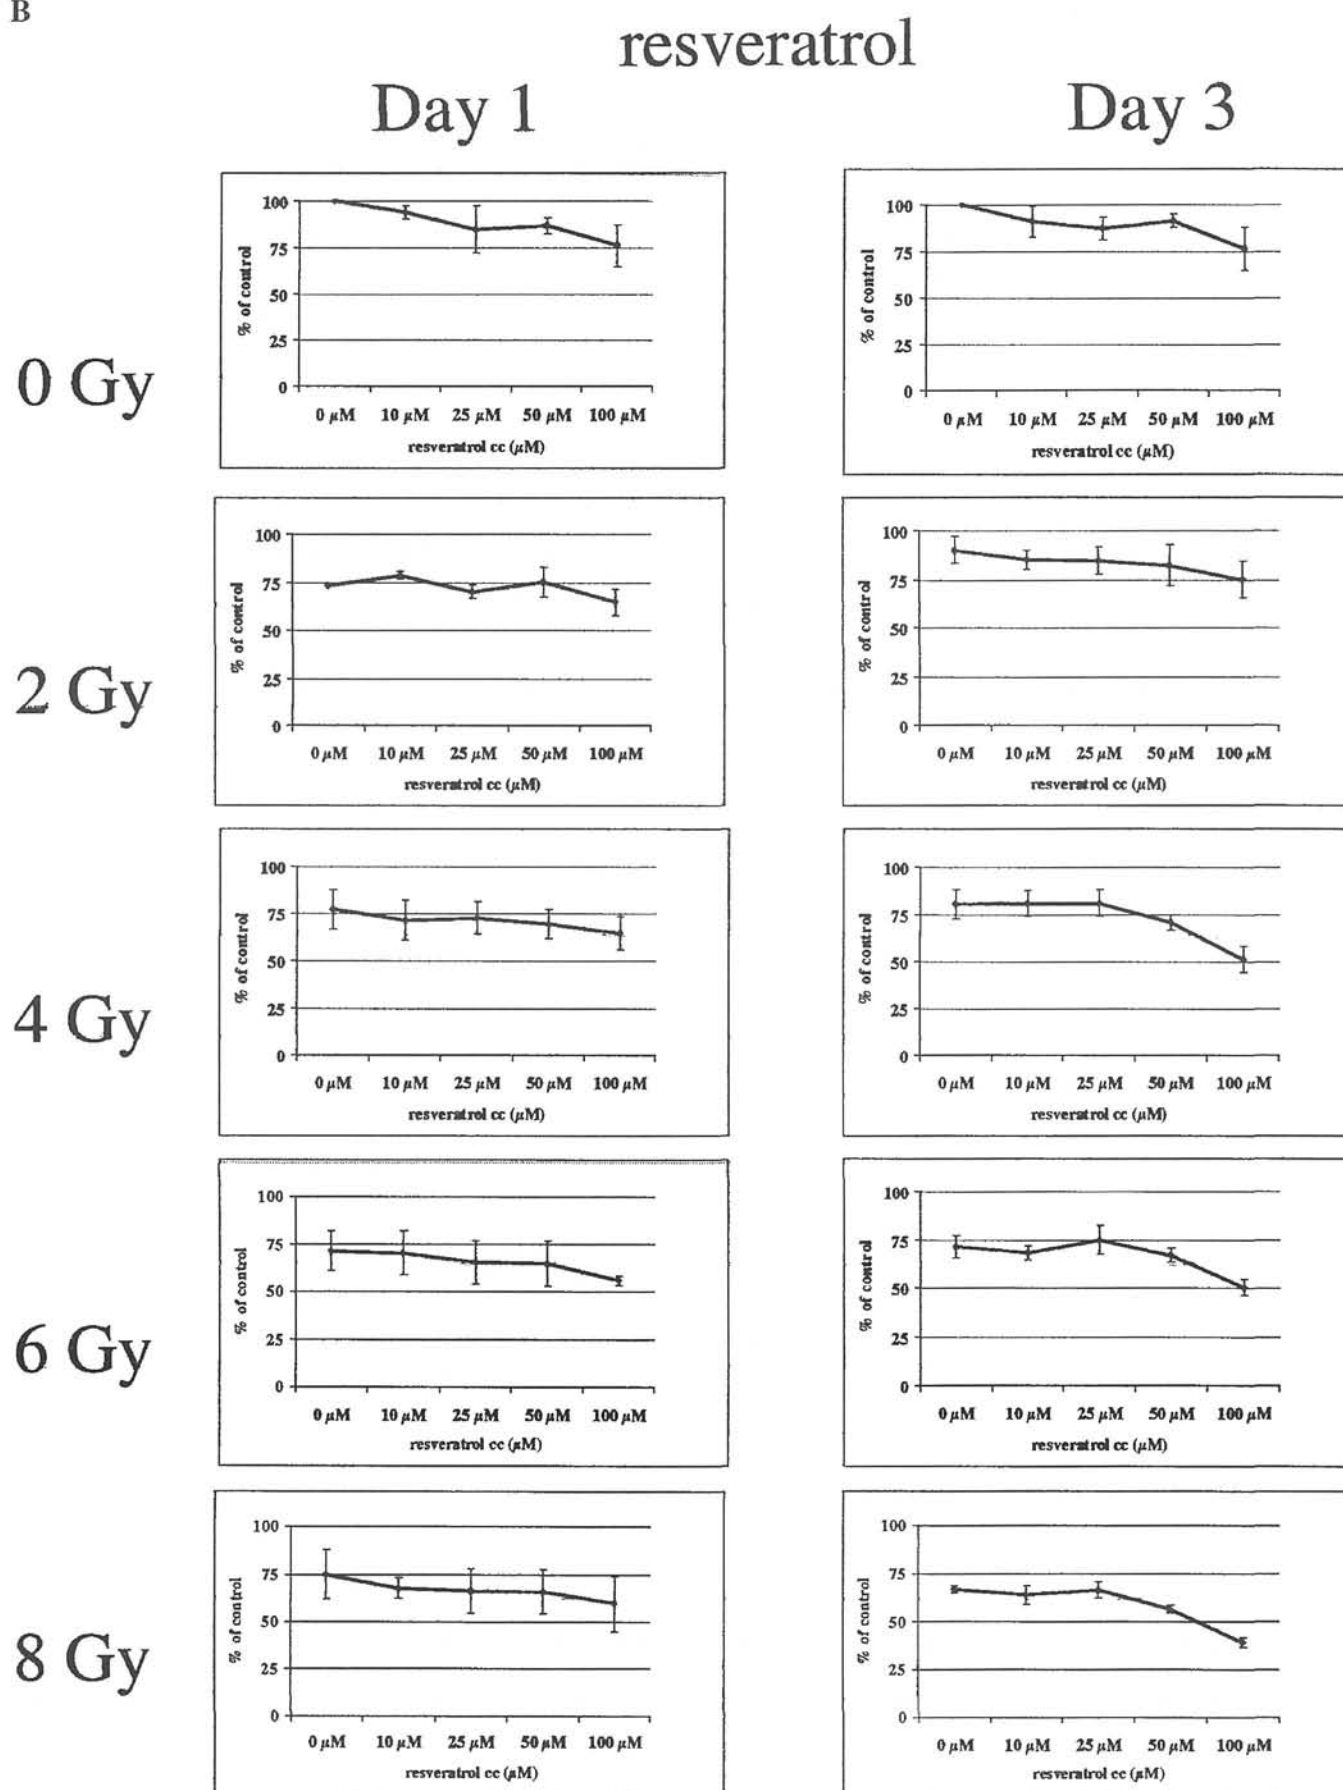 B
resveratrol
Day 1
Day 3
0 Gy
% of control
100
75
50
25
0
0 μM 10 μM 25 μM 50 μM 100 μM
resveratrol cc (μM)
% of control
100
75
50
25
0
0 μM 10 μM 25 μM 50 μM 100 μM
resveratrol cc (μM)
2 Gy
% of control
100
75
50
25
0
0 μM 10 μM 25 μM 50 μM 100 μM
resveratrol cc (μM)
% of control
100
75
50
25
0
0 μM 10 μM 25 μM 50 μM 100 μM
resveratrol cc (μM)
4 Gy
% of control
100
75
50
25
0
0 μM 10 μM 25 μM 50 μM 100 μM
resveratrol cc (μM)
% of control
100
75
50
25
0
0 μM 10 μM 25 μM 50 μM 100 μM
resveratrol cc (μM)
6 Gy
% of control
100
75
50
25
0
0 μM 10 μM 25 μM 50 μM 100 μM
resveratrol cc (μM)
% of control
100
75
50
25
0
0 μM 10 μM 25 μM 50 μM 100 μM
resveratrol cc (μM)
8 Gy
% of control
100
75
50
25
0
0 μM 10 μM 25 μM 50 μM 100 μM
resveratrol cc (μM)
% of control
100
75
50
25
0
0 μM 10 μM 25 μM 50 μM 100 μM
resveratrol cc (μM)